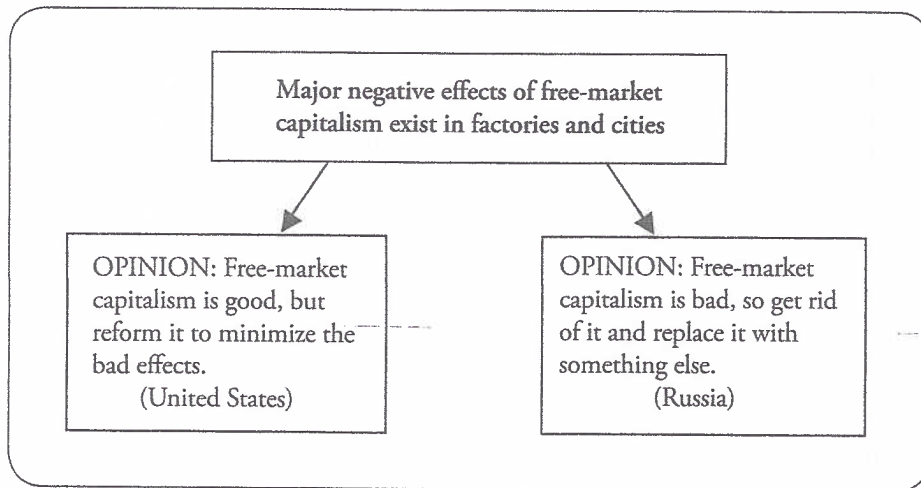 Major negative effects of free-market
capitalism exist in factories and cities
OPINION: Free-market
capitalism is good, but
reform it to minimize the
bad effects.
(United States)
OPINION: Free-market
capitalism is bad, so get rid
of it and replace it with
something else.
(Russia)